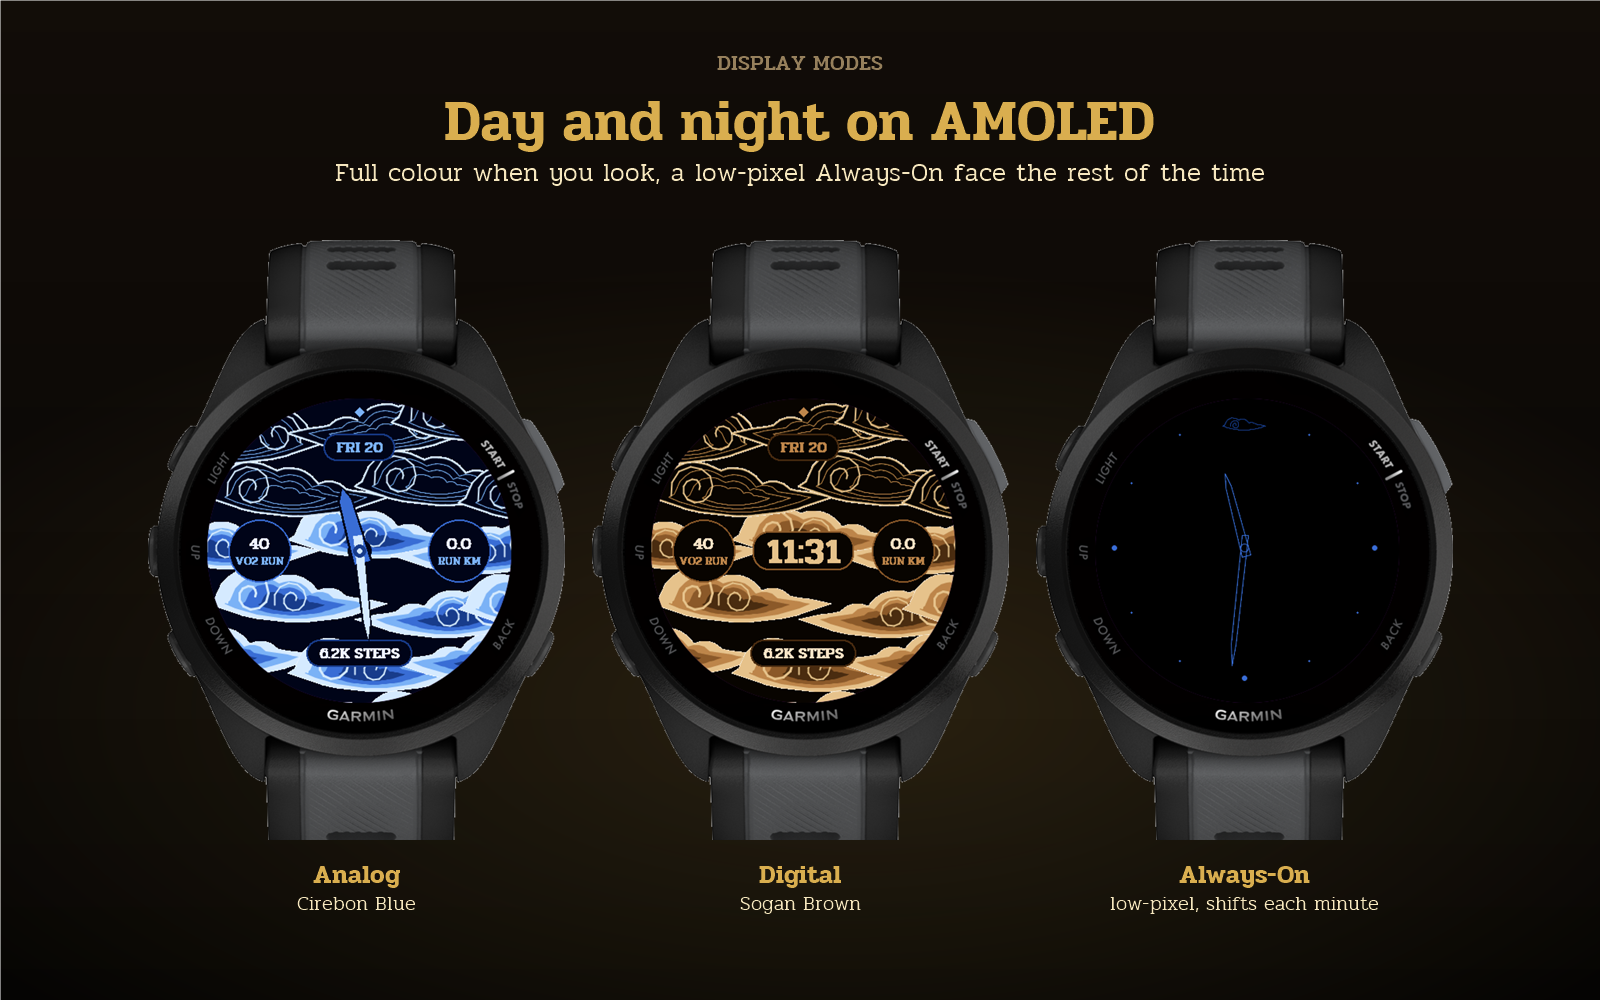 DISPLAY MODES
Day and night on AMOLED
Full colour when you look, a low-pixel Always-On face the rest of the time
LIGHT
START
STOP
UP
DOWN
BACK
FRI 20
40
VO2 RUN
0.0
RUN KM
6.2K STEPS
GARMIN
LIGHT
START
STOP
UP
DOWN
BACK
FRI 20
40
VO2 RUN
11:31
0.0
RUN KM
6.2K STEPS
GARMIN
LIGHT
START
STOP
UP
DOWN
BACK
GARMIN
Analog
Cirebon Blue
Digital
Sogan Brown
Always-On
low-pixel, shifts each minute